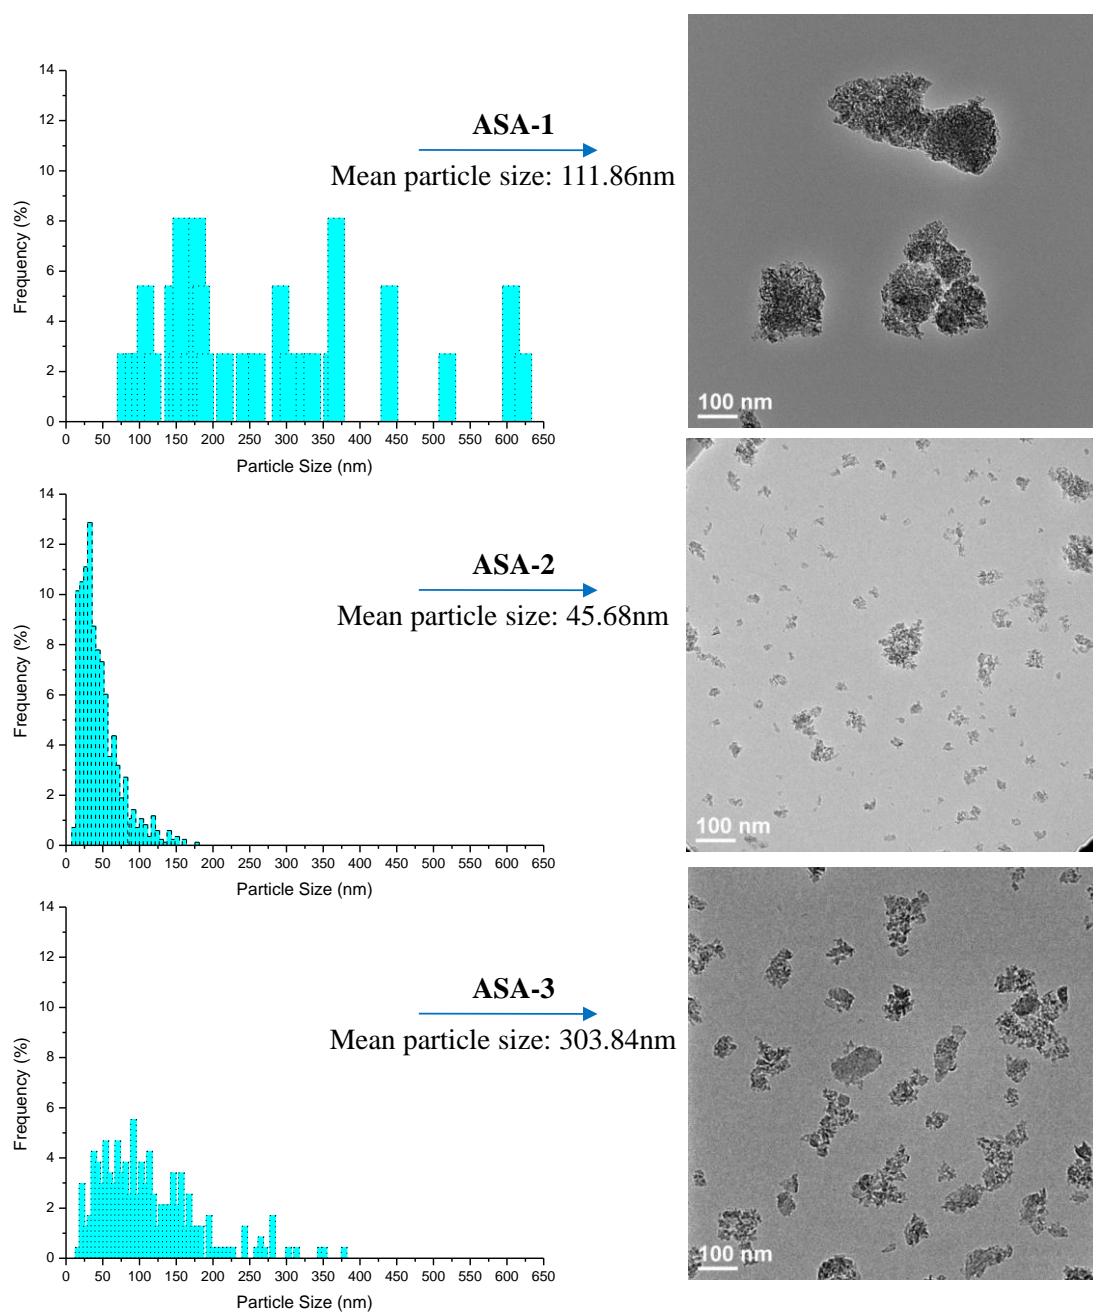 14
12
10
8
6
4
2
0
Frequency (%)
0 50 100 150 200 250 300 350 400 450 500 550 600 650
Particle Size (nm)
ASA-1
Mean particle size: 111.86nm
100 nm
14
12
10
8
6
4
2
0
Frequency (%)
0 50 100 150 200 250 300 350 400 450 500 550 600 650
Particle Size (nm)
ASA-2
Mean particle size: 45.68nm
100 nm
14
12
10
8
6
4
2
0
Frequency (%)
0 50 100 150 200 250 300 350 400 450 500 550 600 650
Particle Size (nm)
ASA-3
Mean particle size: 303.84nm
100 nm